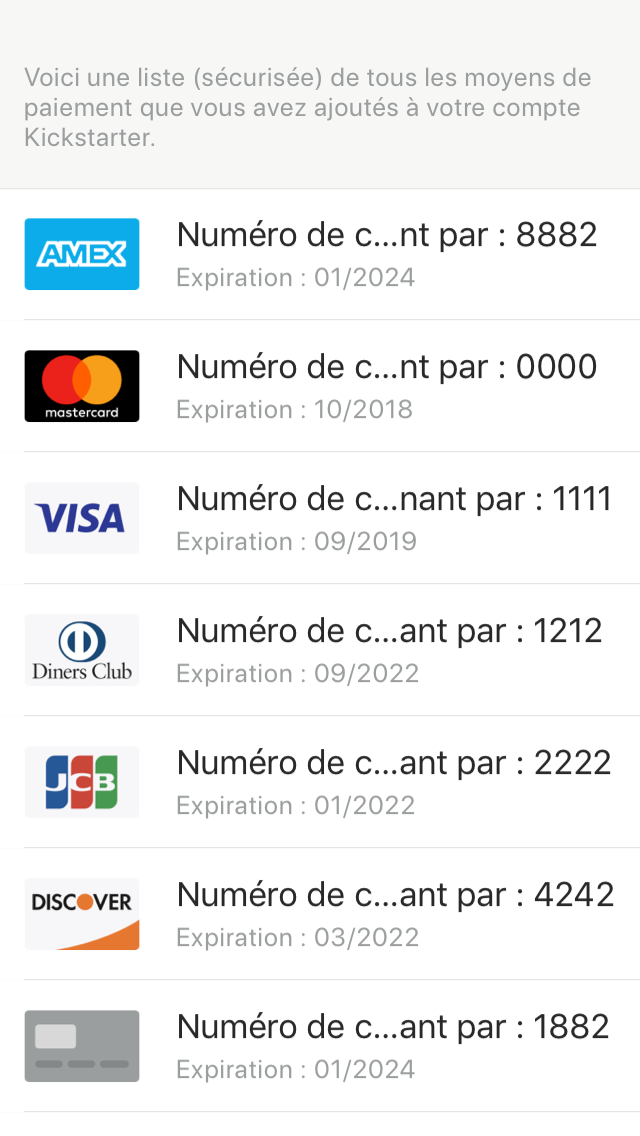 Voici une liste (sécurisée) de tous les moyens de
paiement que vous avez ajoutés à votre compte
Kickstarter.
AMEX
Numéro de c...nt par : 8882
Expiration : 01/2024
mastercard
Numéro de c...nt par : 0000
Expiration : 10/2018
VISA
Numéro de c...nant par : 1111
Expiration : 09/2019
Diners Club
Numéro de c...ant par : 1212
Expiration : 09/2022
JCB
Numéro de c...ant par : 2222
Expiration : 01/2022
DISCOVER
Numéro de c...ant par : 4242
Expiration : 03/2022
Numéro de c...ant par : 1882
Expiration : 01/2024